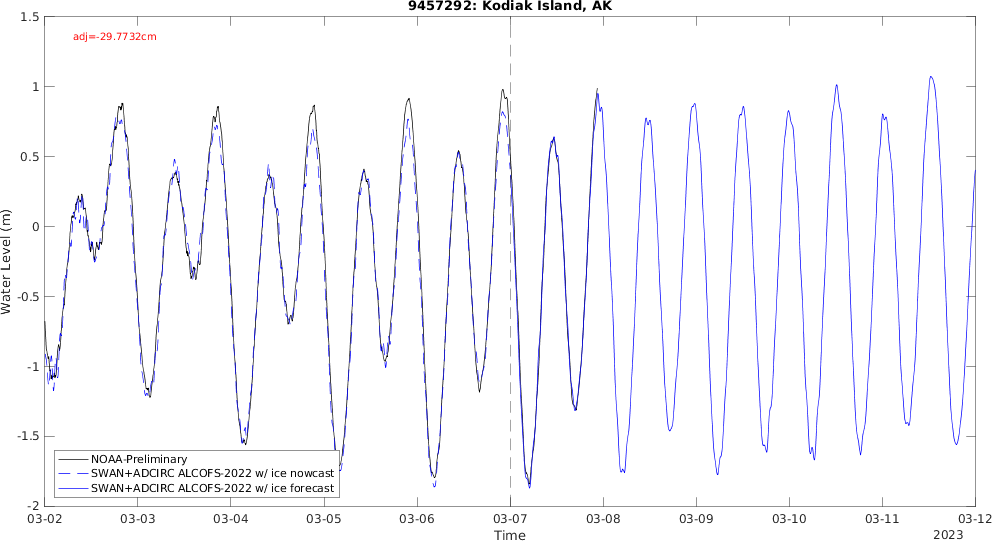 9457292: Kodiak Island, AK
adj=-29.7732cm
1.5
1
0.5
0
-0.5
-1
-1.5
-2
Water Level (m)
NOAA-Preliminary
SWAN+ADCIRC ALCOFS-2022 w/ ice nowcast
SWAN+ADCIRC ALCOFS-2022 w/ ice forecast
03-02 03-03 03-04 03-05 03-06 03-07 03-08 03-09 03-10 03-11 03-12
Time
2023